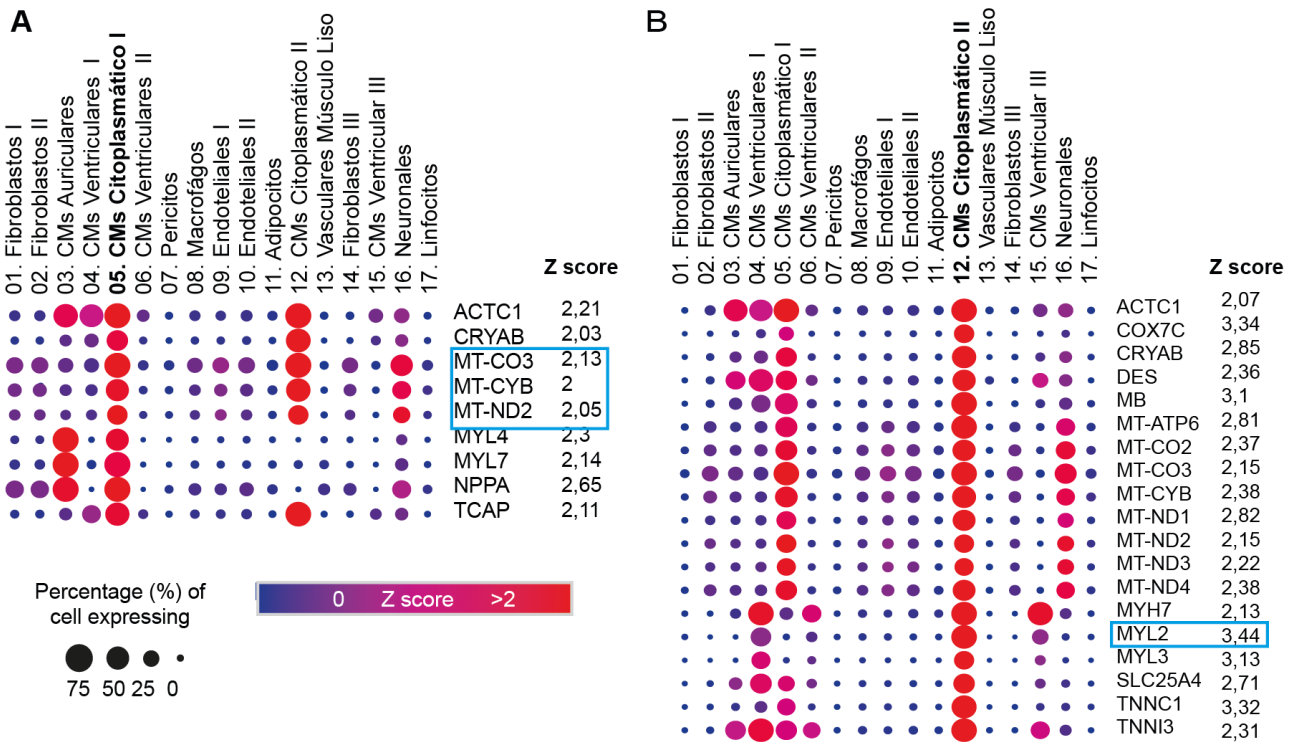 A
01. Fibroblastos I
02. Fibroblastos II
03. CMs Auriculares
04. CMs Ventriculares I
05. CMs Citoplasmático I
06. CMs Ventriculares II
07. Pericitos
08. Macrofágos
09. Endoteliales I
10. Endoteliales II
11. Adipocitos
12. CMs Citoplasmático II
13. Vasculares Músculo Liso
14. Fibroblastos III
15. CMs Ventricular III
16. Neuronales
17. Linfocitos
Z score
ACTC1 2,21
CRYAB 2,03
MT-CO3 2,13
MT-CYB 2
MT-ND2 2,05
MYL4 2,3
MYL7 2,14
NPPA 2,65
TCAP 2,11
Percentage (%) of
cell expressing
75 50 25 0
0 Z score >2
B
01. Fibroblastos I
02. Fibroblastos II
03. CMs Auriculares
04. CMs Ventriculares I
05. CMs Citoplasmático I
06. CMs Ventriculares II
07. Pericitos
08. Macrofágos
09. Endoteliales I
10. Endoteliales II
11. Adipocitos
12. CMs Citoplasmático II
13. Vasculares Múscculo Liso
14. Fibroblastos III
15. CMs Ventricular III
16. Neuronales
17. Linfocitos
Z score
ACTC1 2,07
COX7C 3,34
CRYAB 2,85
DES 2,36
MB 3,1
MT-ATP6 2,81
MT-CO2 2,37
MT-CO3 2,15
MT-CYB 2,38
MT-ND1 2,82
MT-ND2 2,15
MT-ND3 2,22
MT-ND4 2,38
MYH7 2,13
MYL2 3,44
MYL3 3,13
SLC25A4 2,71
TNNC1 3,32
TNNI3 2,31